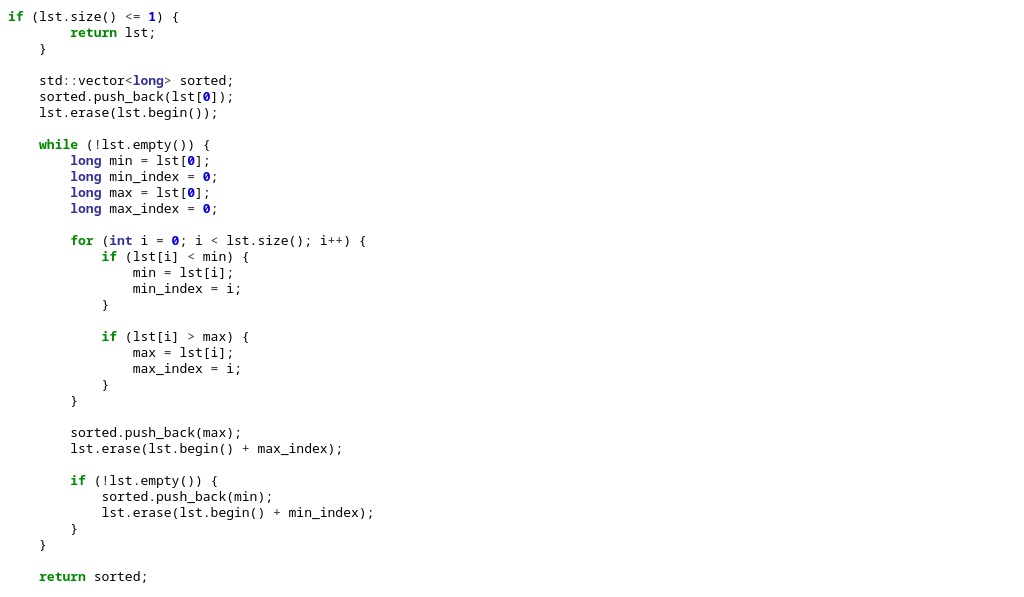 if (lst.size() <= 1) {
        return lst;
    }

    std::vector<long> sorted;
    sorted.push_back(lst[0]);
    lst.erase(lst.begin());

    while (!lst.empty()) {
        long min = lst[0];
        long min_index = 0;
        long max = lst[0];
        long max_index = 0;

        for (int i = 0; i < lst.size(); i++) {
            if (lst[i] < min) {
                min = lst[i];
                min_index = i;
            }

            if (lst[i] > max) {
                max = lst[i];
                max_index = i;
            }
        }

        sorted.push_back(max);
        lst.erase(lst.begin() + max_index);

        if (!lst.empty()) {
            sorted.push_back(min);
            lst.erase(lst.begin() + min_index);
        }
    }

    return sorted;